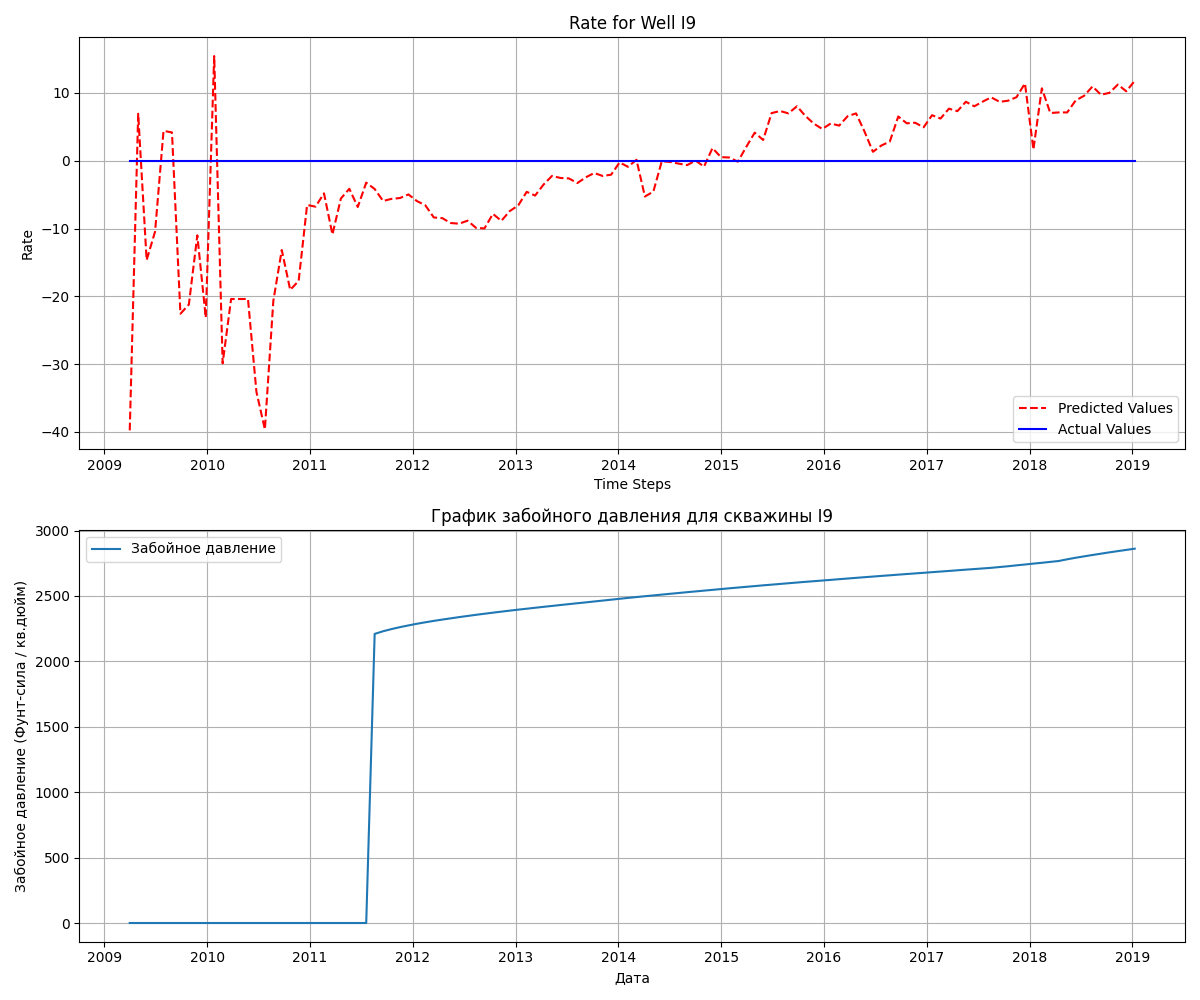 Rate for Well I9
Rate
10
0
−10
−20
−30
−40
Predicted Values
Actual Values
2009 2010 2011 2012 2013 2014 2015 2016 2017 2018 2019
Time Steps
График забойного давления для скважины I9
Забойное давление (Фунт-сила / кв.дюйм)
3000
2500
2000
1500
1000
500
0
Забойное давление
2009 2010 2011 2012 2013 2014 2015 2016 2017 2018 2019
Дата